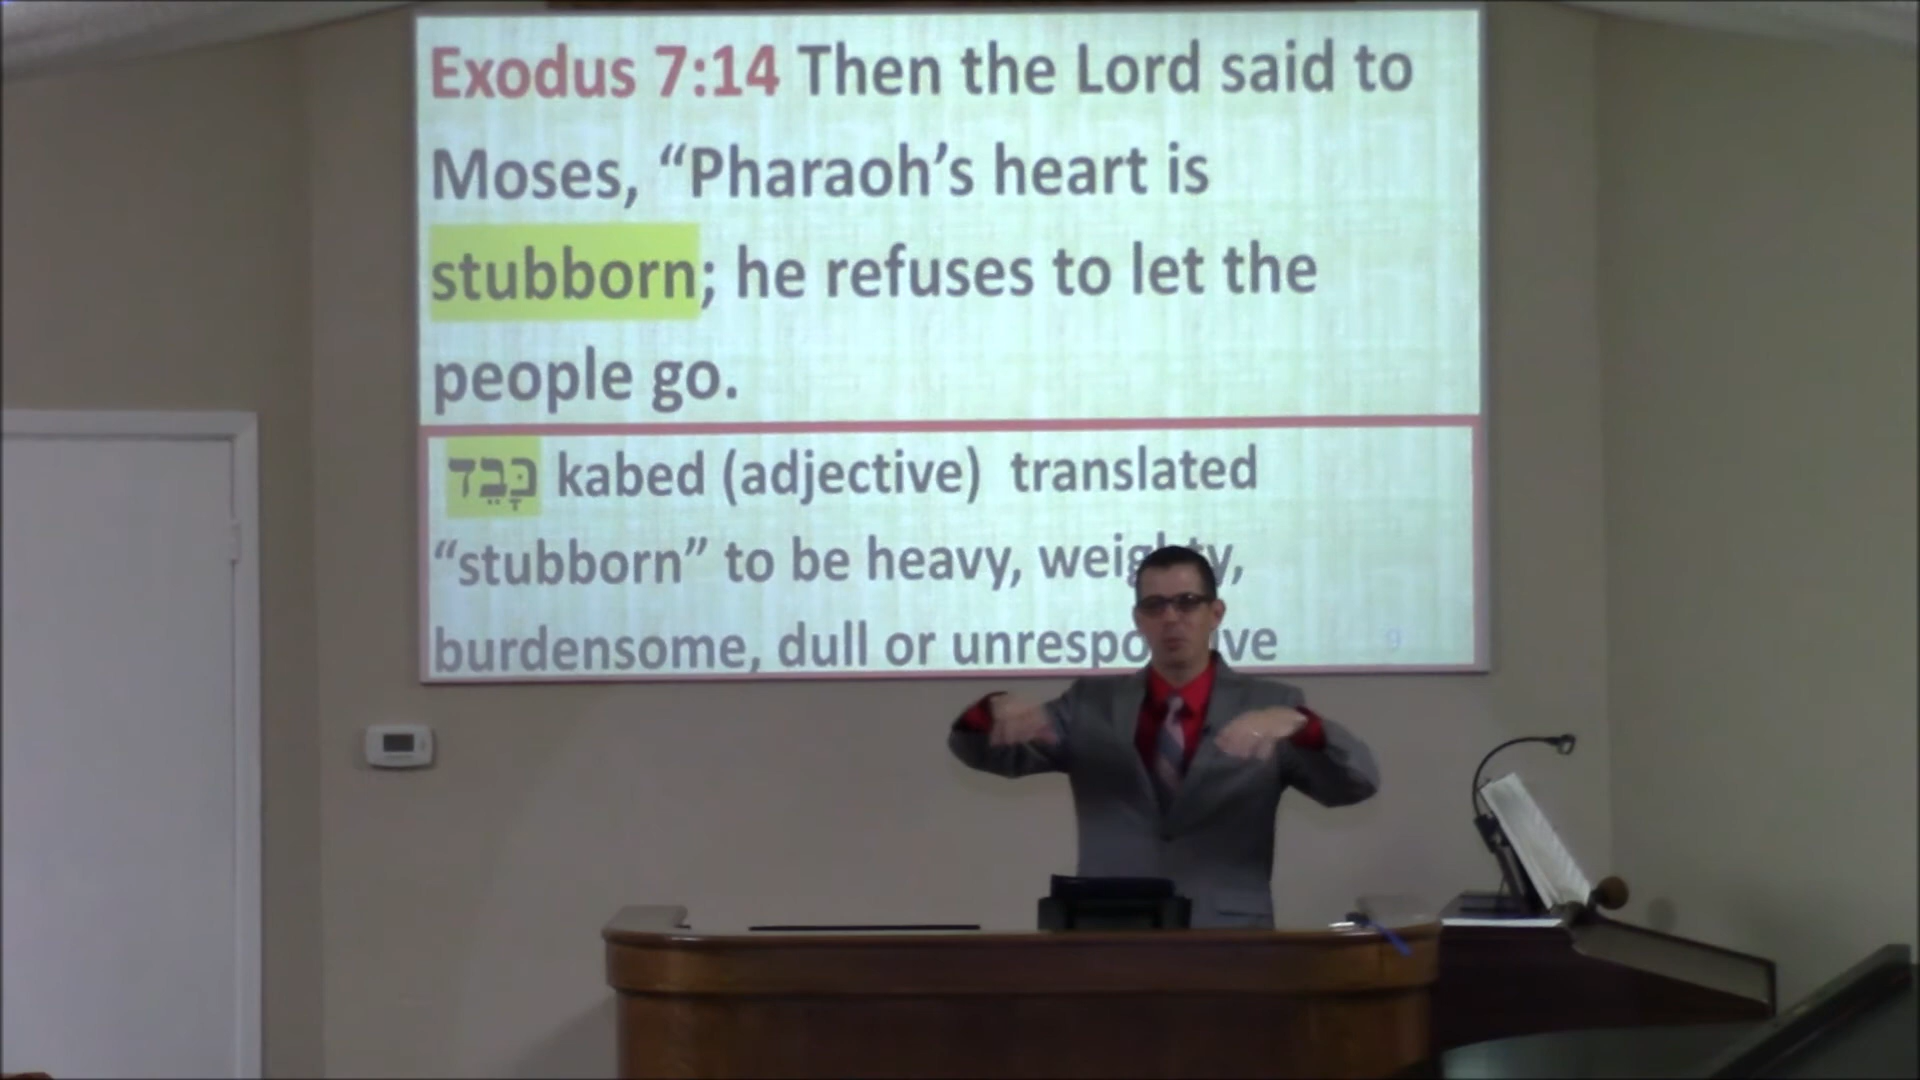 Exodus 7:14 Then the Lord said to
Moses, “Pharaoh’s heart is
stubborn; he refuses to let the
people go.
כָּבֵד kabed (adjective) translated
“stubborn” to be heavy,
burdensome, dull or
9